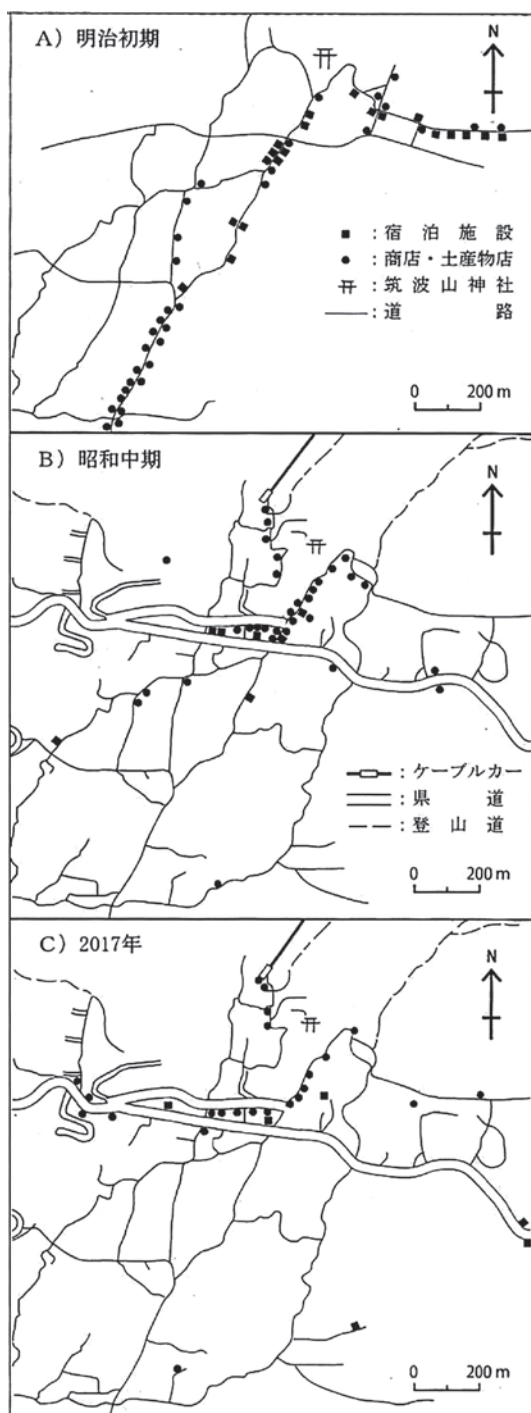 A）明治初期
N
■：宿泊施設
●：商店・土産物店
⛩：筑波山神社
──：道路
0 200 m
B）昭和中期
N
：ケーブルカー
：県道
：登山道
0 200 m
C）2017年
N
0 200 m